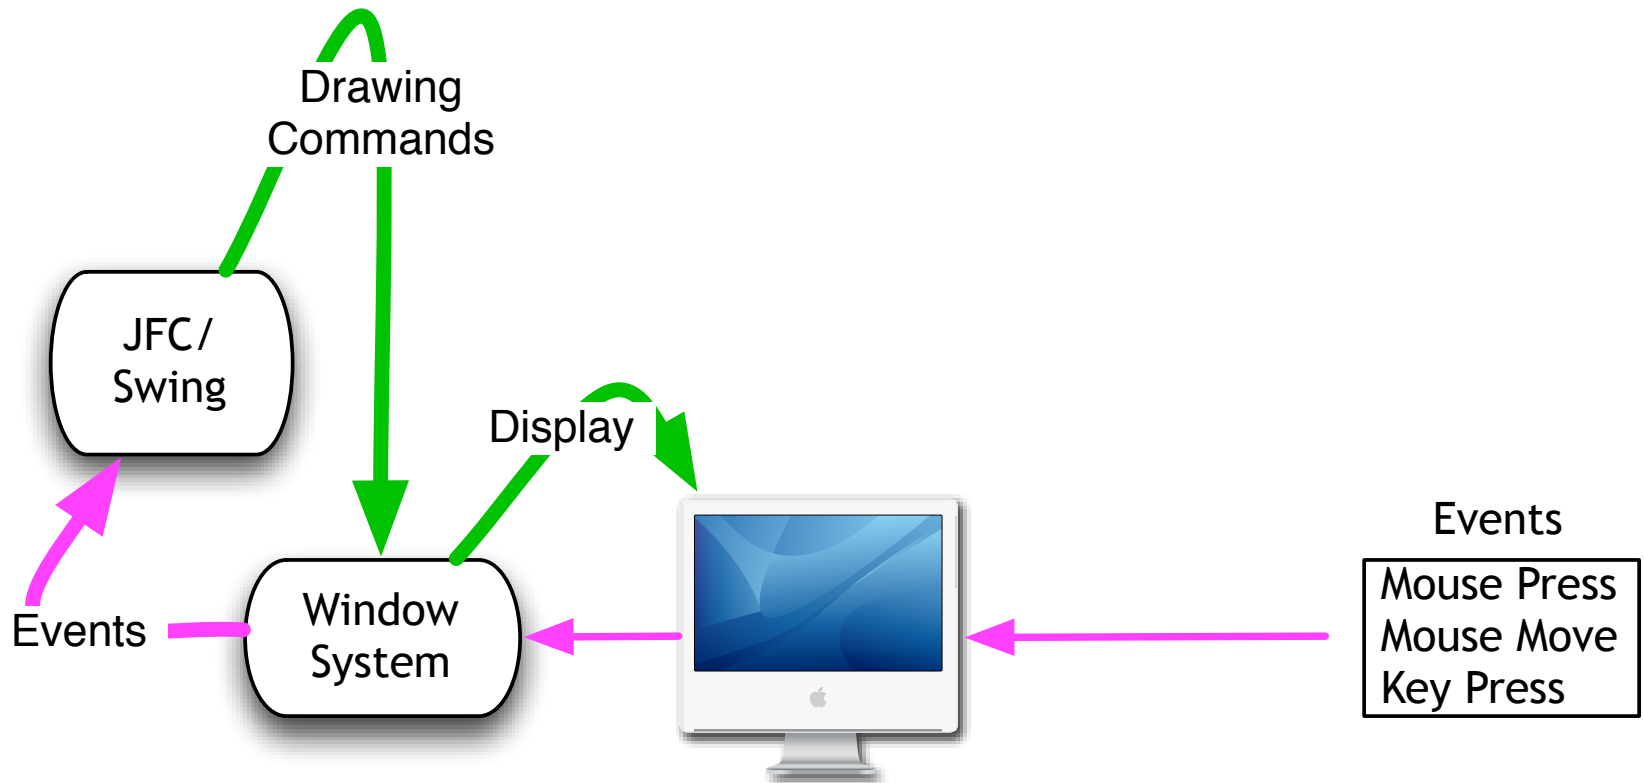 Drawing
Commands
JFC/
Swing
Display
Events
Window
System
Events
Mouse Press
Mouse Move
Key Press